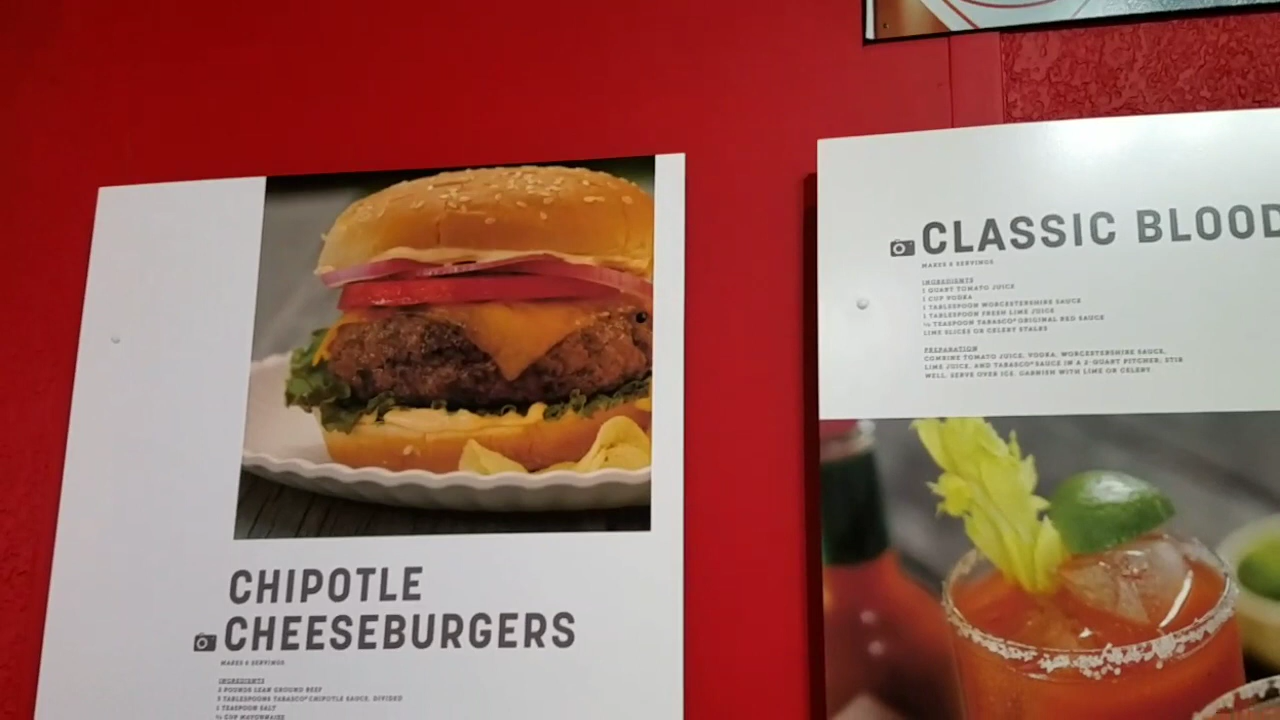 CHIPOTLE
CHEESEBURGERS
MAKES 6 SERVINGS
INGREDIENTS
2 POUNDS LEAN GROUND BEEF
3 TABLESPOONS TABASCO® CHIPOTLE SAUCE, DIVIDED
1 TEASPOON SALT
CUP MAYONNAISE
CLASSIC BLOOD
MAKES 6 SERVINGS
INGREDIENTS
1 QUART TOMATO JUICE
1 CUP VODKA
1 TABLESPOON WORCESTERSHIRE SAUCE
1 TABLESPOON FRESH LIME JUICE
TEASPOON TABASCO® ORIGINAL RED SAUCE
LIME SLICES OR CELERY STALKS
PREPARATION
COMBINE TOMATO JUICE, VODKA, WORCESTERSHIRE SAUCE,
LIME JUICE, AND TABASCO® SAUCE IN A 2-QUART PITCHER. STIR
WELL. SERVE OVER ICE. GARNISH WITH LIME OR CELERY.